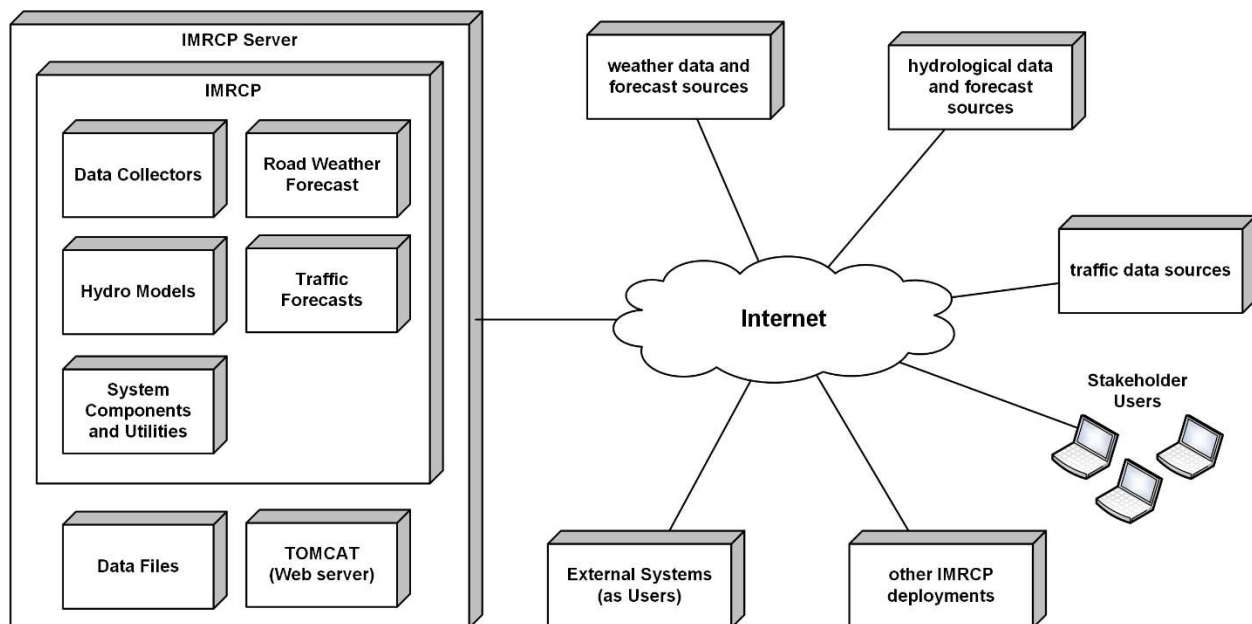 IMRCP Server
IMRCP
Data Collectors
Road Weather
Forecast
Hydro Models
Traffic
Forecasts
System
Components
and Utilities
Data Files
TOMCAT
(Web server)
weather data and
forecast sources
hydrological data
and forecast
sources
traffic data sources
Internet
Stakeholder
Users
External Systems
(as Users)
other IMRCP
deployments